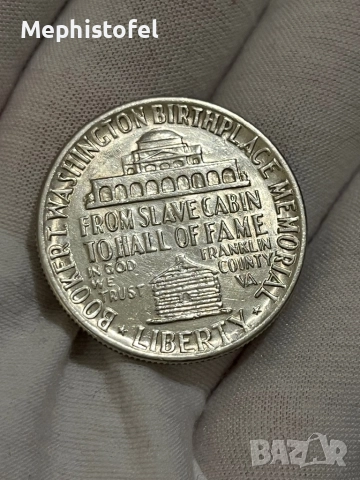 Mephistofel
BOOKER T. WASHINGTON BIRTHPLACE MEMORIAL
FROM SLAVE CABIN
TO HALL OF FAME
IN GOD
WE
TRUST
FRANKLIN
COUNTY
VA.
★ LIBERTY ★
BAZAR